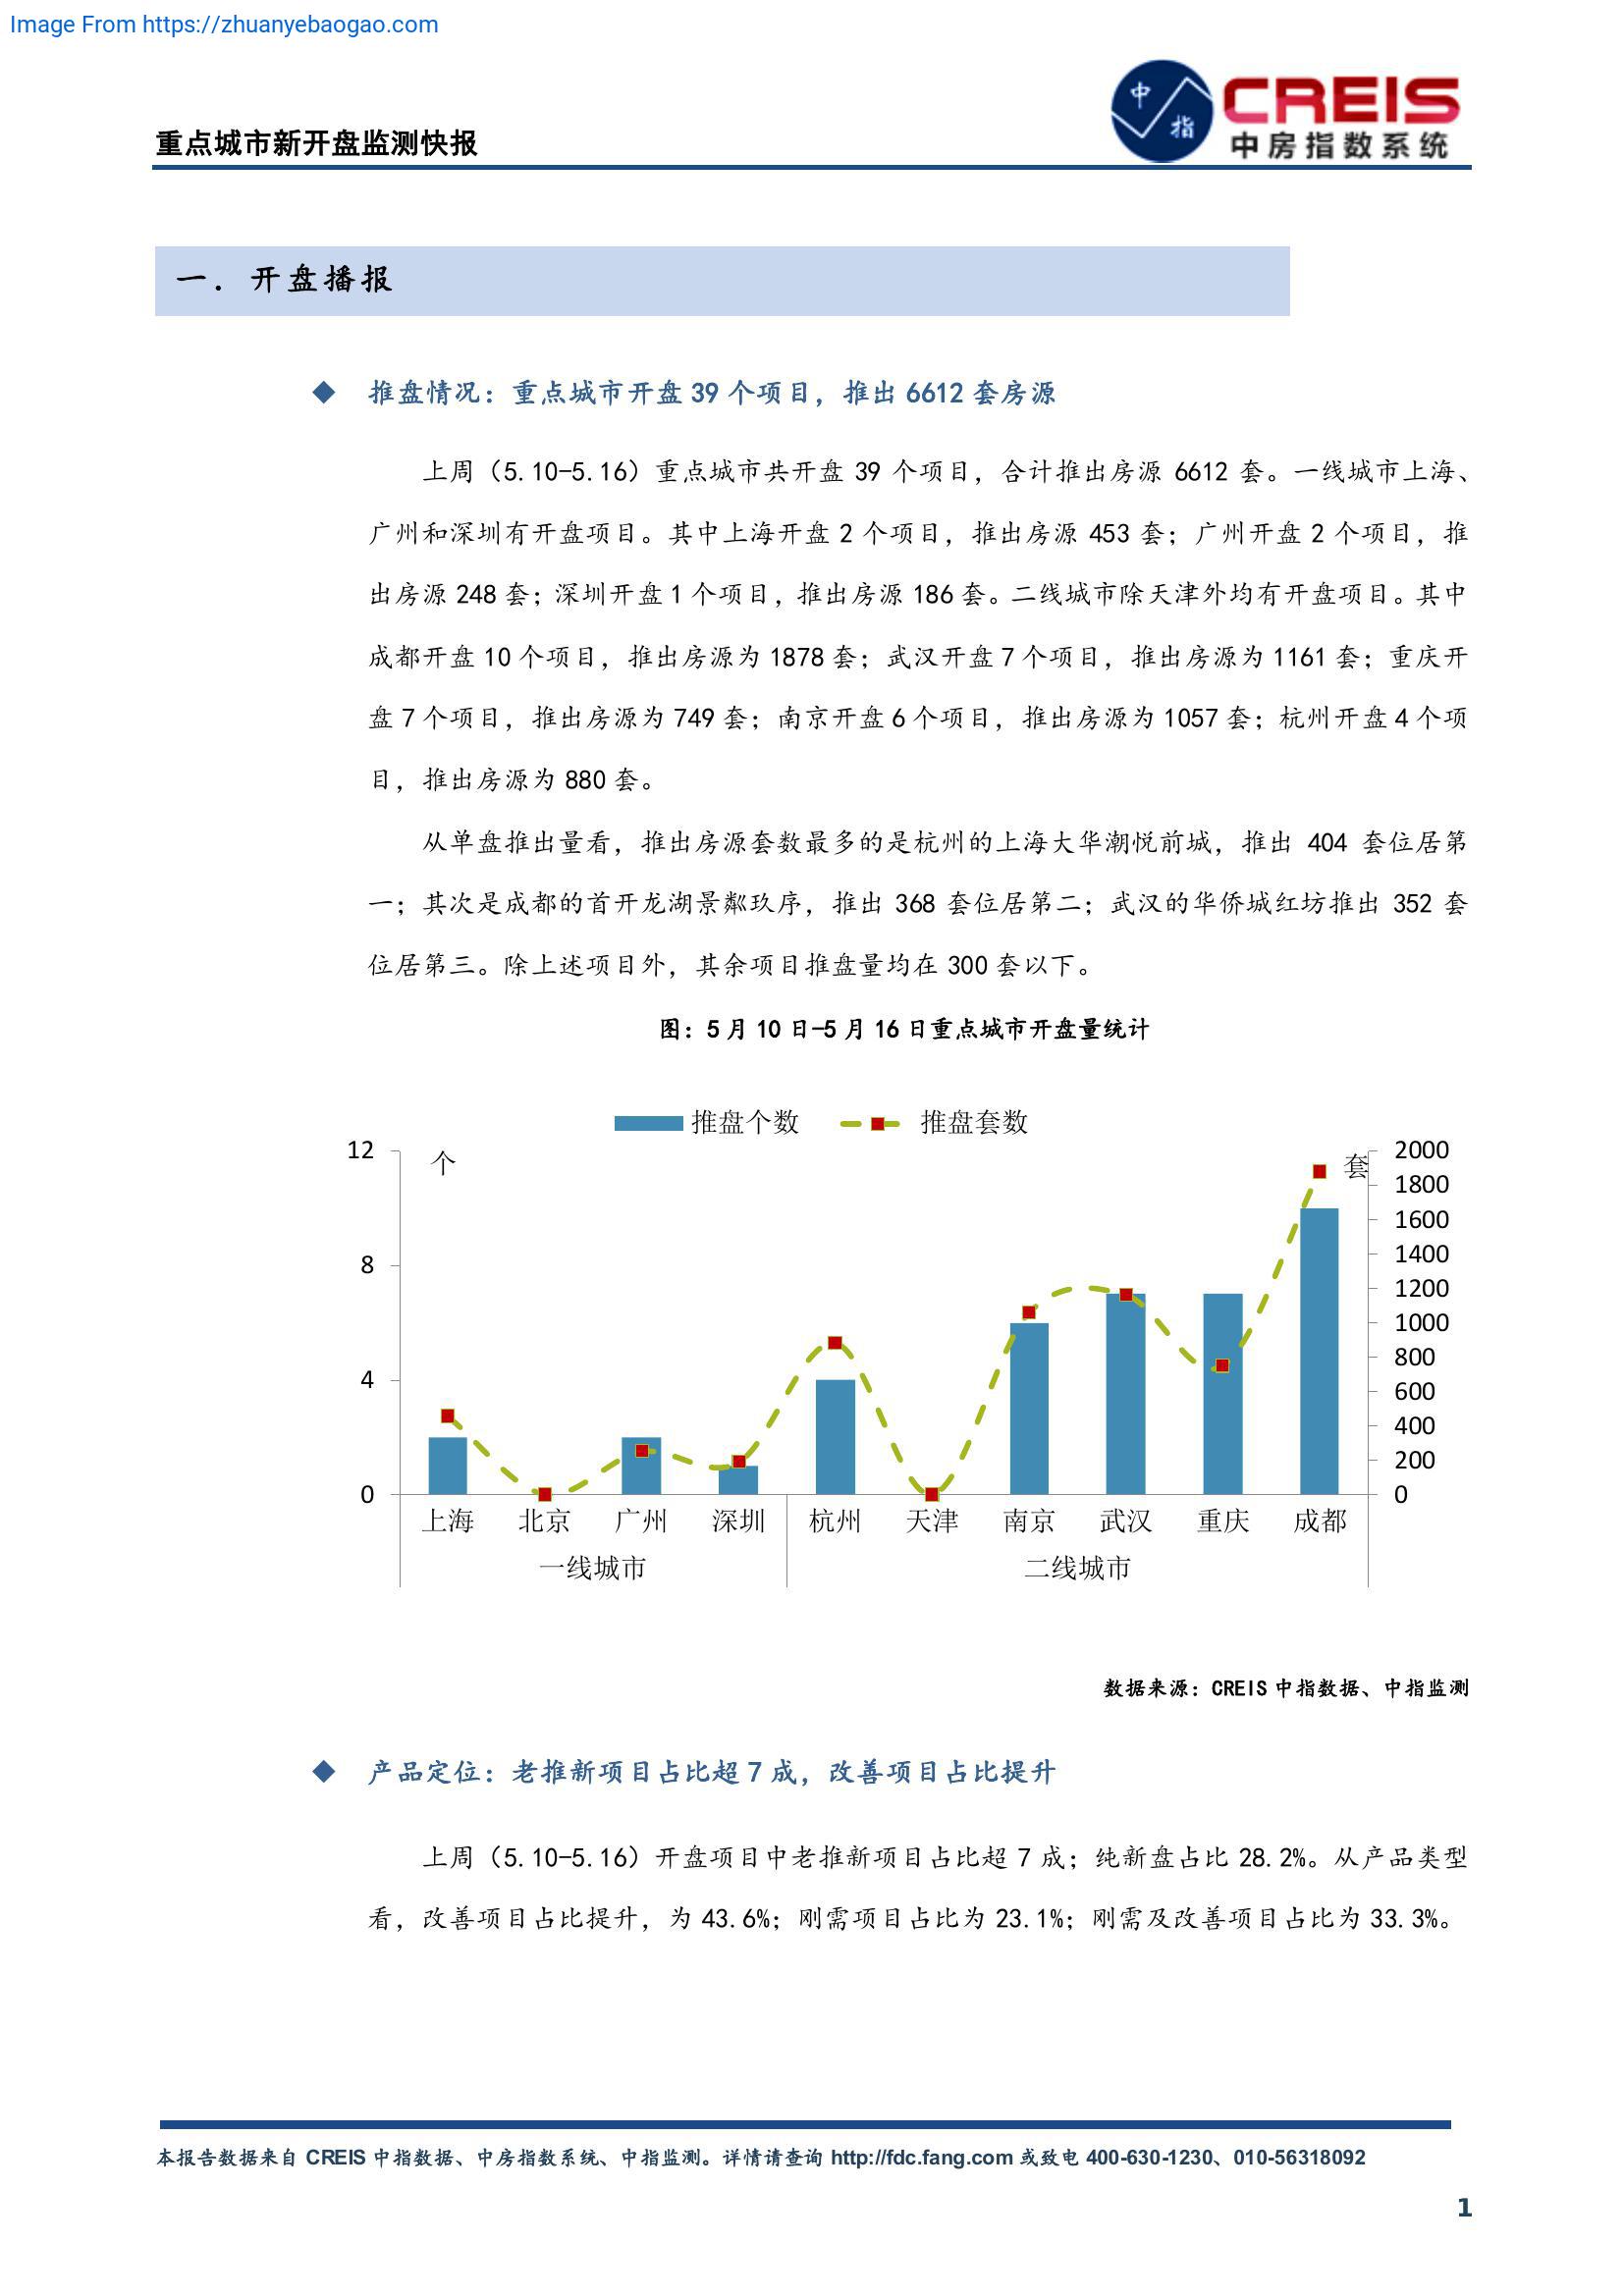 Image From https://zhuanyebaogao.com
中指
CREIS
中房指数系统
重点城市新开盘监测快报
一．开盘播报
◆ 推盘情况：重点城市开盘 39 个项目，推出 6612 套房源
上周（5.10-5.16）重点城市共开盘 39 个项目，合计推出房源 6612 套。一线城市上海、
广州和深圳有开盘项目。其中上海开盘 2 个项目，推出房源 453 套；广州开盘 2 个项目，推
出房源 248 套；深圳开盘 1 个项目，推出房源 186 套。二线城市除天津外均有开盘项目。其中
成都开盘 10 个项目，推出房源为 1878 套；武汉开盘 7 个项目，推出房源为 1161 套；重庆开
盘 7 个项目，推出房源为 749 套；南京开盘 6 个项目，推出房源为 1057 套；杭州开盘 4 个项
目，推出房源为 880 套。
从单盘推出量看，推出房源套数最多的是杭州的上海大华潮悦前城，推出 404 套位居第
一；其次是成都的首开龙湖景粼玖序，推出 368 套位居第二；武汉的华侨城红坊推出 352 套
位居第三。除上述项目外，其余项目推盘量均在 300 套以下。
图：5 月 10 日-5 月 16 日重点城市开盘量统计
推盘个数 推盘套数
个 套
12
8
4
0
2000
1800
1600
1400
1200
1000
800
600
400
200
0
上海 北京 广州 深圳 杭州 天津 南京 武汉 重庆 成都
一线城市 二线城市
数据来源：CREIS 中指数据、中指监测
◆ 产品定位：老推新项目占比超 7 成，改善项目占比提升
上周（5.10-5.16）开盘项目中老推新项目占比超 7 成；纯新盘占比 28.2%。从产品类型
看，改善项目占比提升，为 43.6%；刚需项目占比为 23.1%；刚需及改善项目占比为 33.3%。
本报告数据来自 CREIS 中指数据、中房指数系统、中指监测。详情请查询 http://fdc.fang.com 或致电 400-630-1230、010-56318092
1